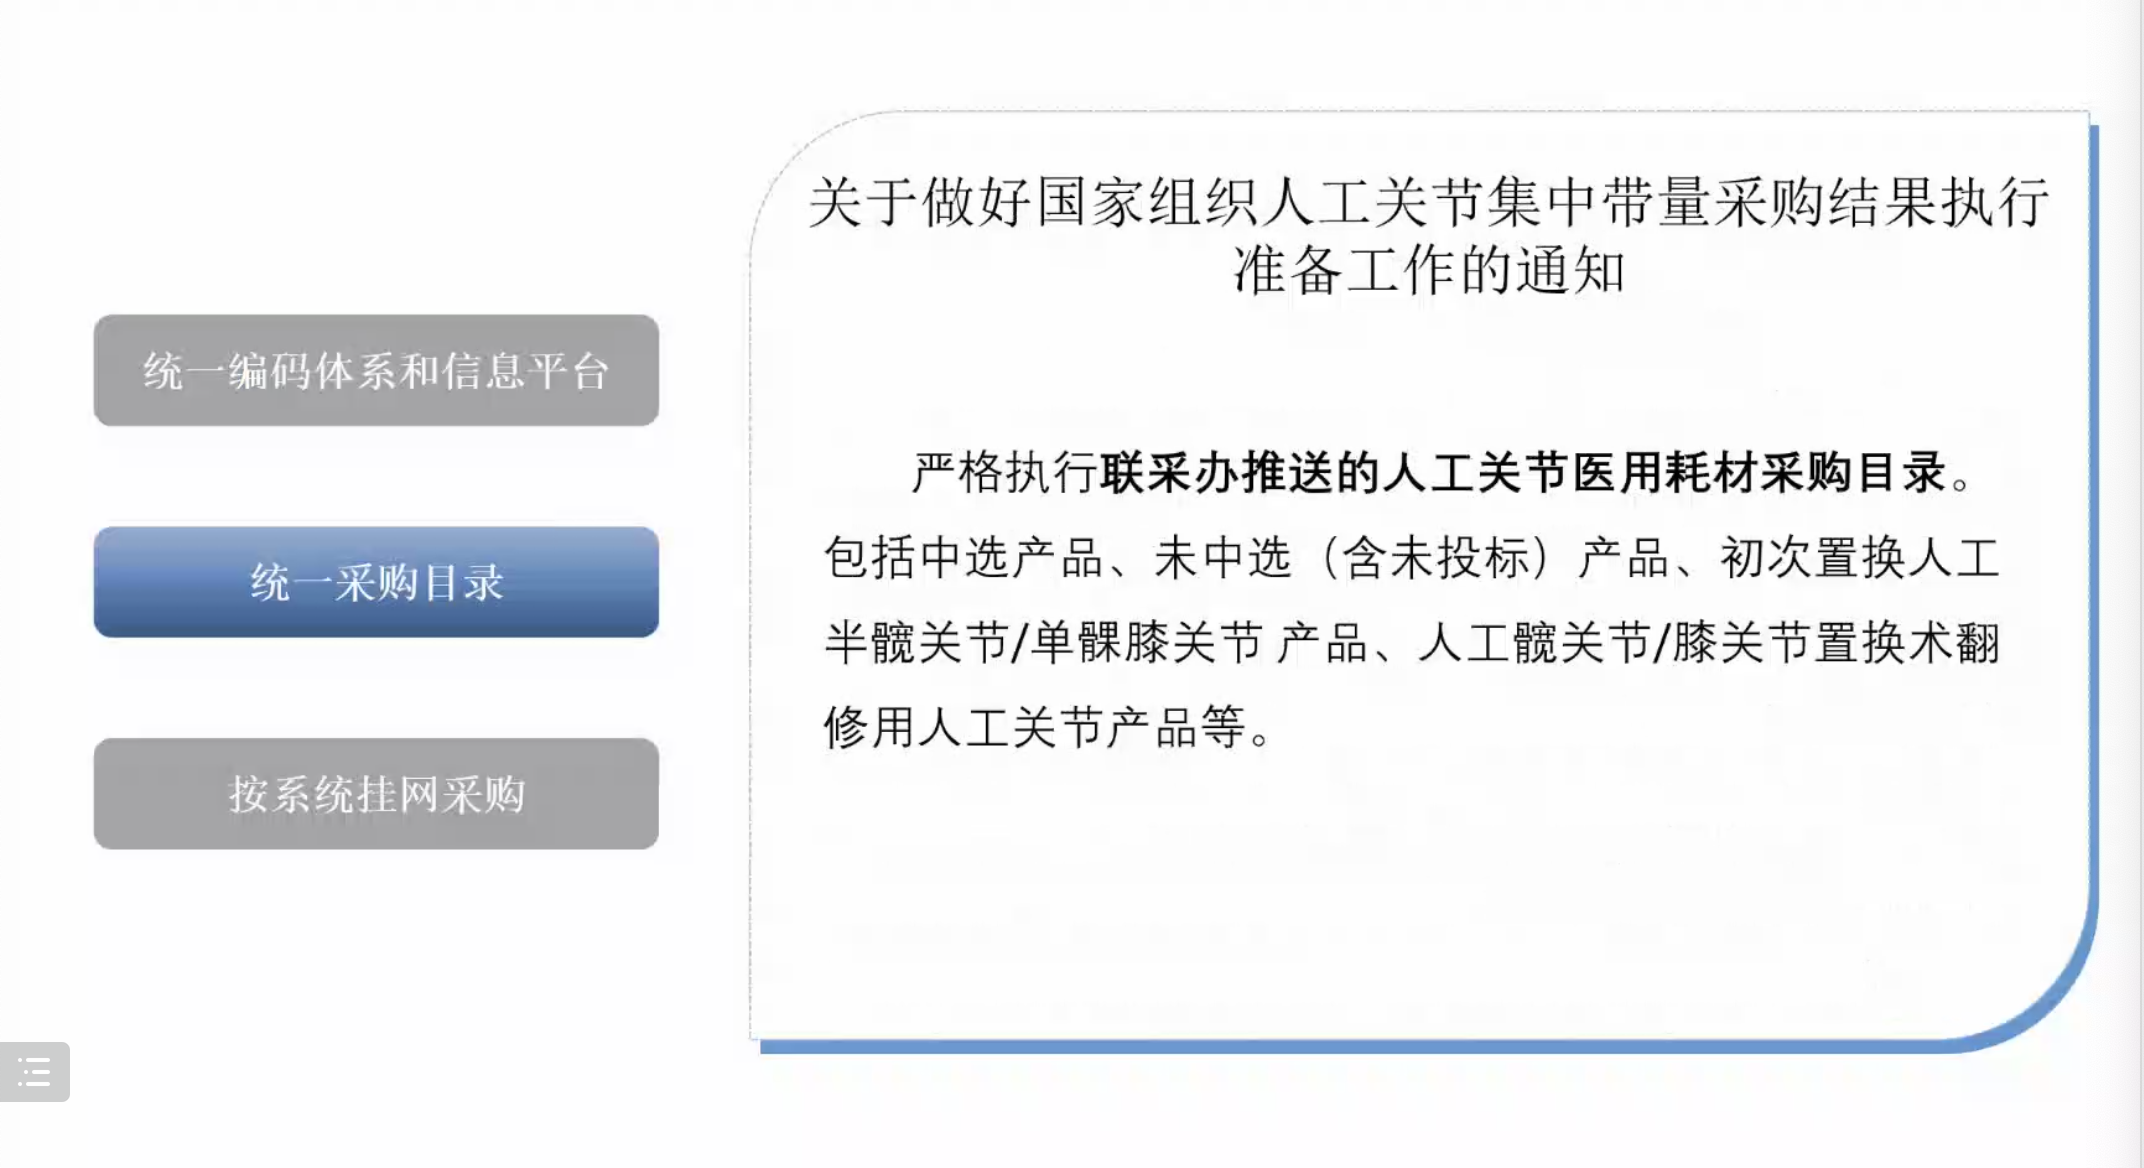 关于做好国家组织人工关节集中带量采购结果执行
准备工作的通知
统一编码体系和信息平台
统一采购目录
按系统挂网采购
严格执行联采办推送的人工关节医用耗材采购目录。
包括中选产品、未中选（含未投标）产品、初次置换人工
半髋关节/单髁膝关节 产品、人工髋关节/膝关节置换术翻
修用人工关节产品等。